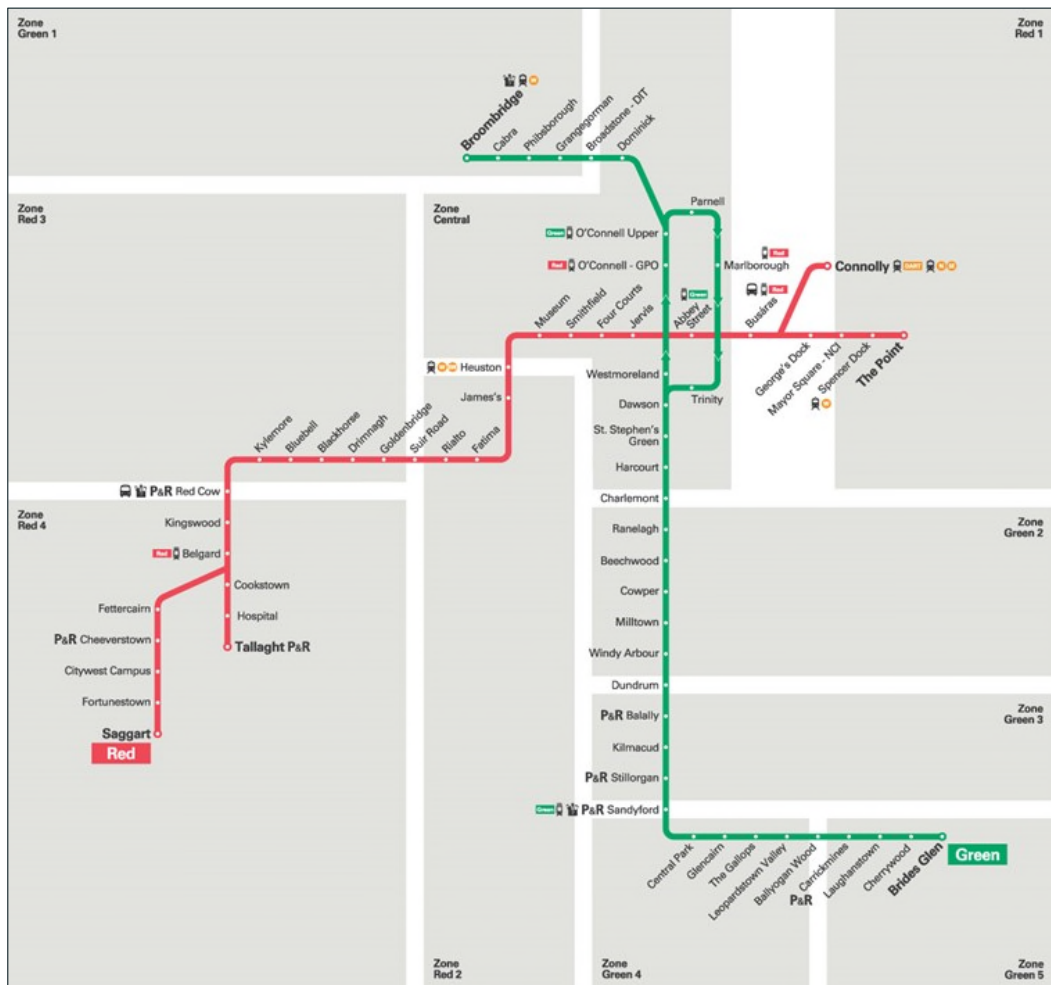 Zone
Green 1
Zone
Red 1
Broombridge
Cabra
Phibsborough
Grangegorman
Broadstone - DIT
Dominick
Zone
Red 3
Zone
Central
Parnell
Green O'Connell Upper
Red O'Connell - GPO
Marlborough
Red
Connolly DART
Green
Red
Museum
Smithfield
Four Courts
Jervis
Abbey
Street
Busáras
George's Dock
Mayor Square - NCI
Spencer Dock
The Point
Heuston
James's
Westmoreland
Trinity
Dawson
St. Stephen's
Green
Harcourt
Charlemont
Kylemore
Bluebell
Blackhorse
Drimnagh
Goldenbridge
Suir Road
Rialto
Fatima
P&R Red Cow
Zone
Red 4
Kingswood
Red Belgard
Cookstown
Hospital
Tallaght P&R
Fettercairn
P&R Cheeverstown
Citywest Campus
Fortunestown
Saggart
Red
Zone
Green 2
Ranelagh
Beechwood
Cowper
Milltown
Windy Arbour
Dundrum
Zone
Green 3
P&R Balally
Kilmacud
P&R Stillorgan
Green P&R Sandyford
Central Park
Glencairn
The Gallops
Leopardstown Valley
Ballyogan Wood
P&R
Carrickmines
Laughanstown
Cherrywood
Brides Glen
Green
Zone
Red 2
Zone
Green 4
Zone
Green 5